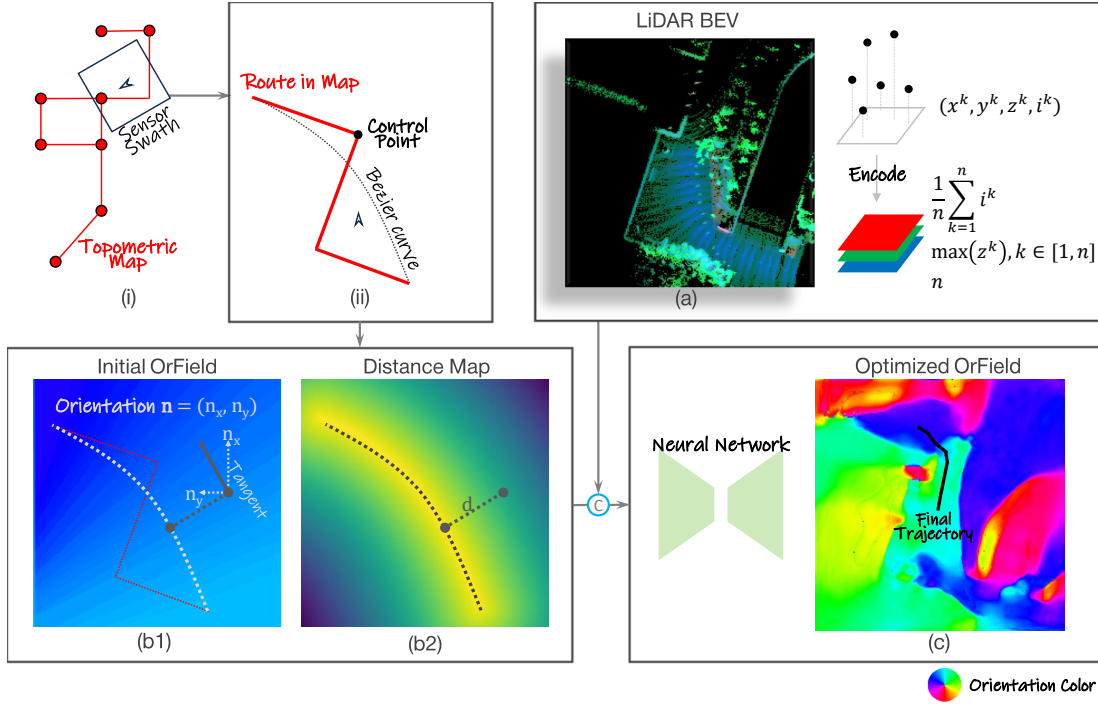 Sensor
Swath
Topometric
Map
(i)
Route in Map
Control
Point
Bezier curve
(ii)
LiDAR BEV
(a)
(x^k, y^k, z^k, i^k)
Encode
\frac{1}{n}\sum_{k=1}^{n} i^k
max(z^k), k ∈ [1, n]
n
Initial OrField
Orientation n = (n_x, n_y)
n_x
n_y
Tangent
(b1)
Distance Map
d
(b2)
C
Neural Network
Optimized OrField
Final
Trajectory
(c)
Orientation Color